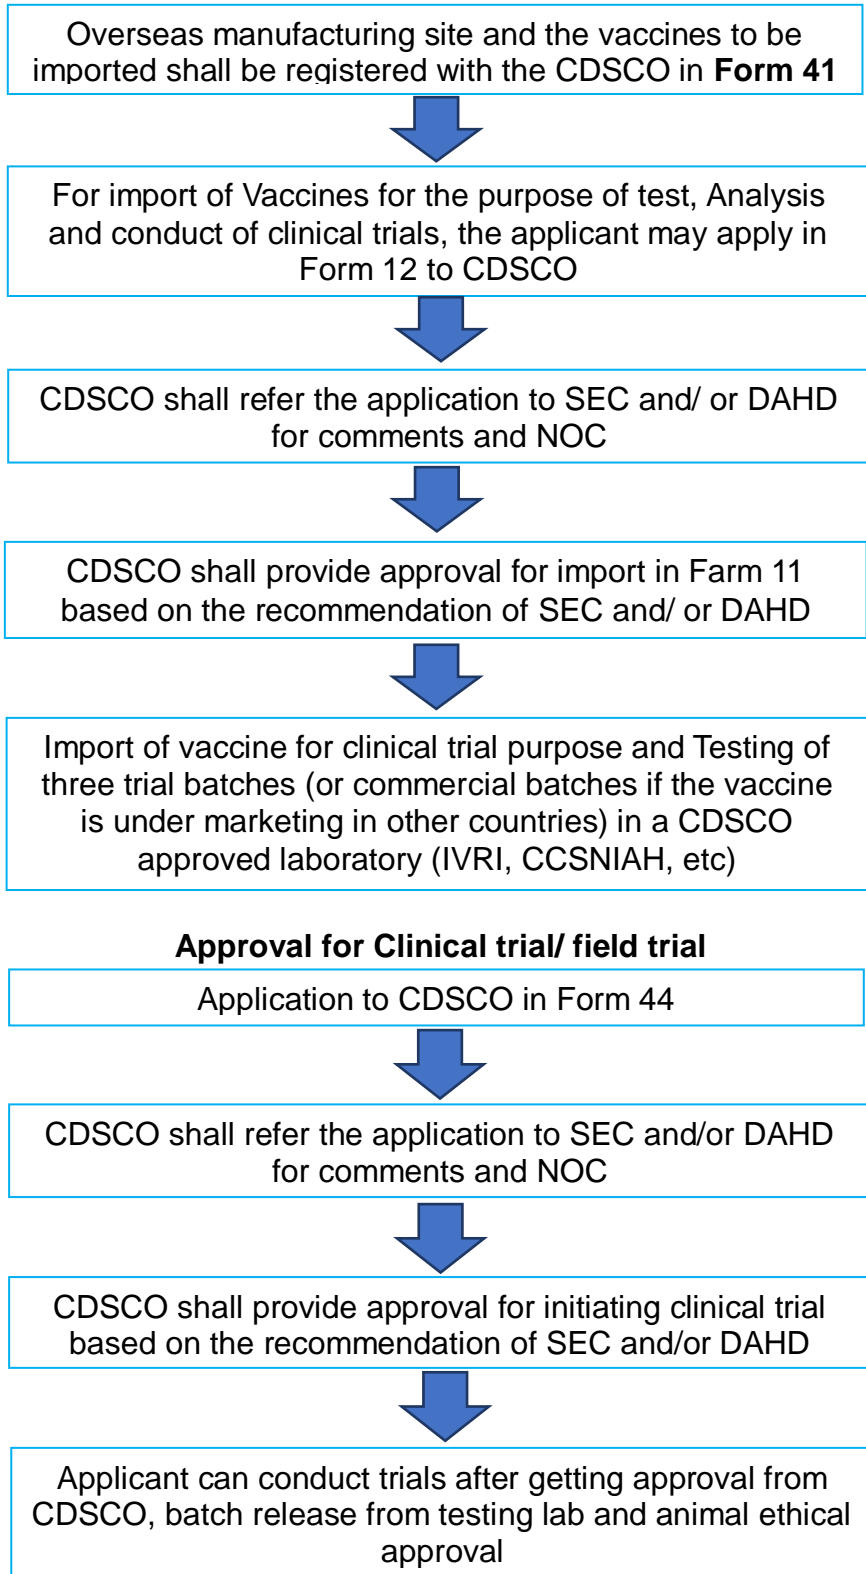 Overseas manufacturing site and the vaccines to be
imported shall be registered with the CDSCO in Form 41
For import of Vaccines for the purpose of test, Analysis
and conduct of clinical trials, the applicant may apply in
Form 12 to CDSCO
CDSCO shall refer the application to SEC and/ or DAHD
for comments and NOC
CDSCO shall provide approval for import in Farm 11
based on the recommendation of SEC and/ or DAHD
Import of vaccine for clinical trial purpose and Testing of
three trial batches (or commercial batches if the vaccine
is under marketing in other countries) in a CDSCO
approved laboratory (IVRI, CCSNIAH, etc)
Approval for Clinical trial/ field trial
Application to CDSCO in Form 44
CDSCO shall refer the application to SEC and/or DAHD
for comments and NOC
CDSCO shall provide approval for initiating clinical trial
based on the recommendation of SEC and/or DAHD
Applicant can conduct trials after getting approval from
CDSCO, batch release from testing lab and animal ethical
approval